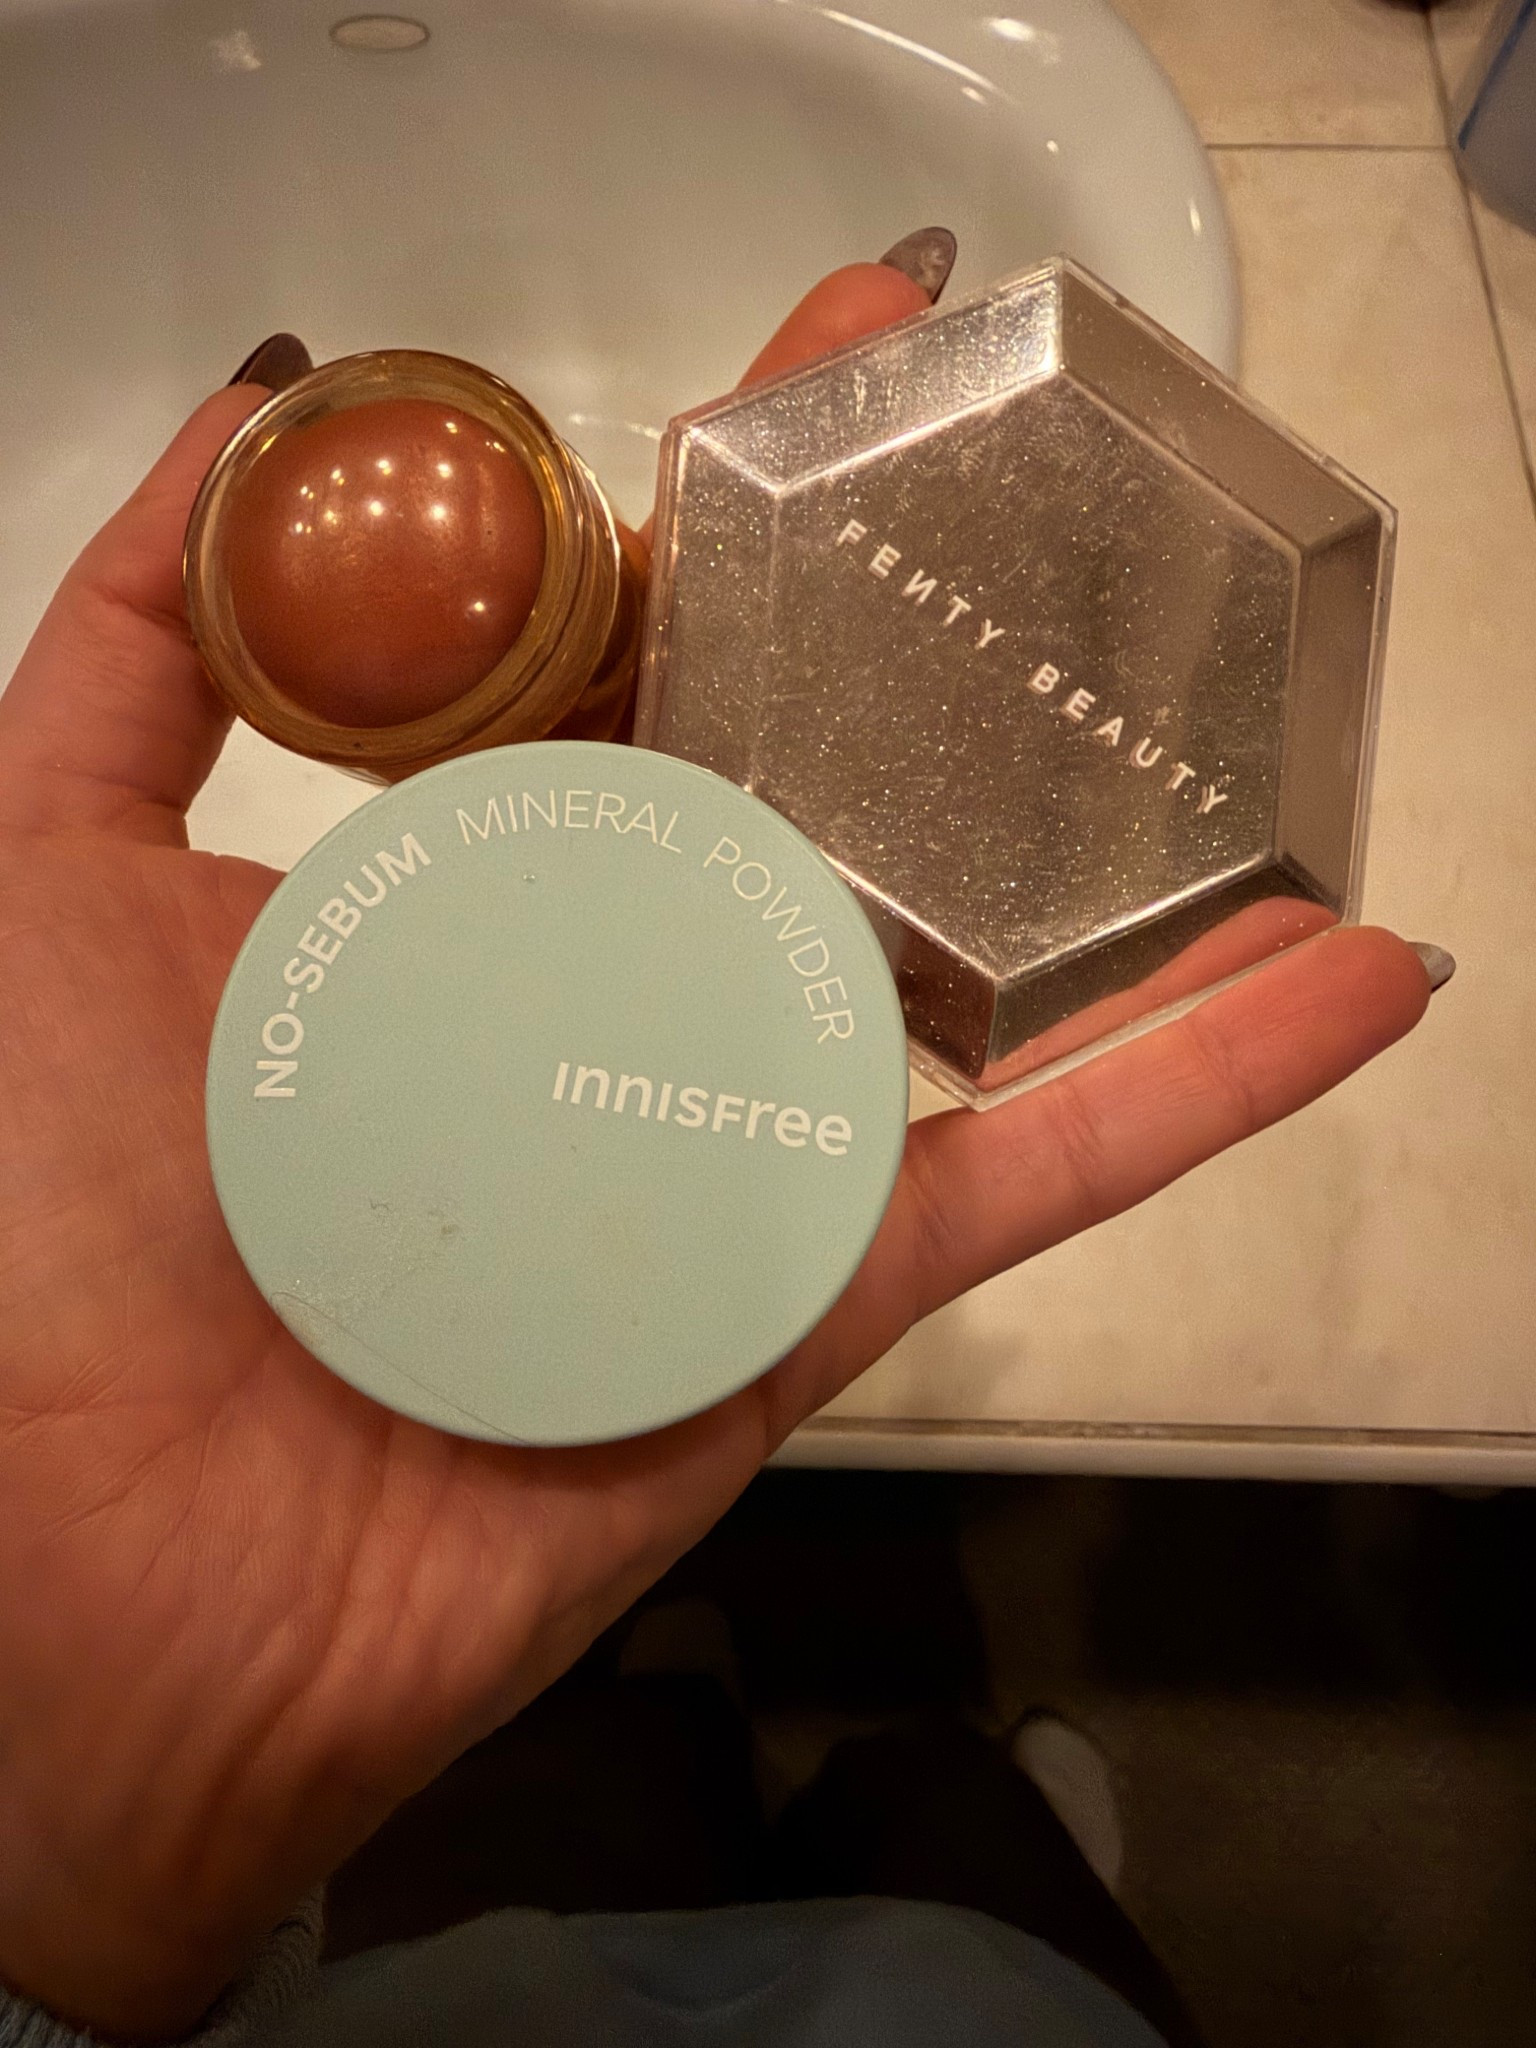 FENTY BEAUTY
NO-SEBUM MINERAL POWDER
innisfree